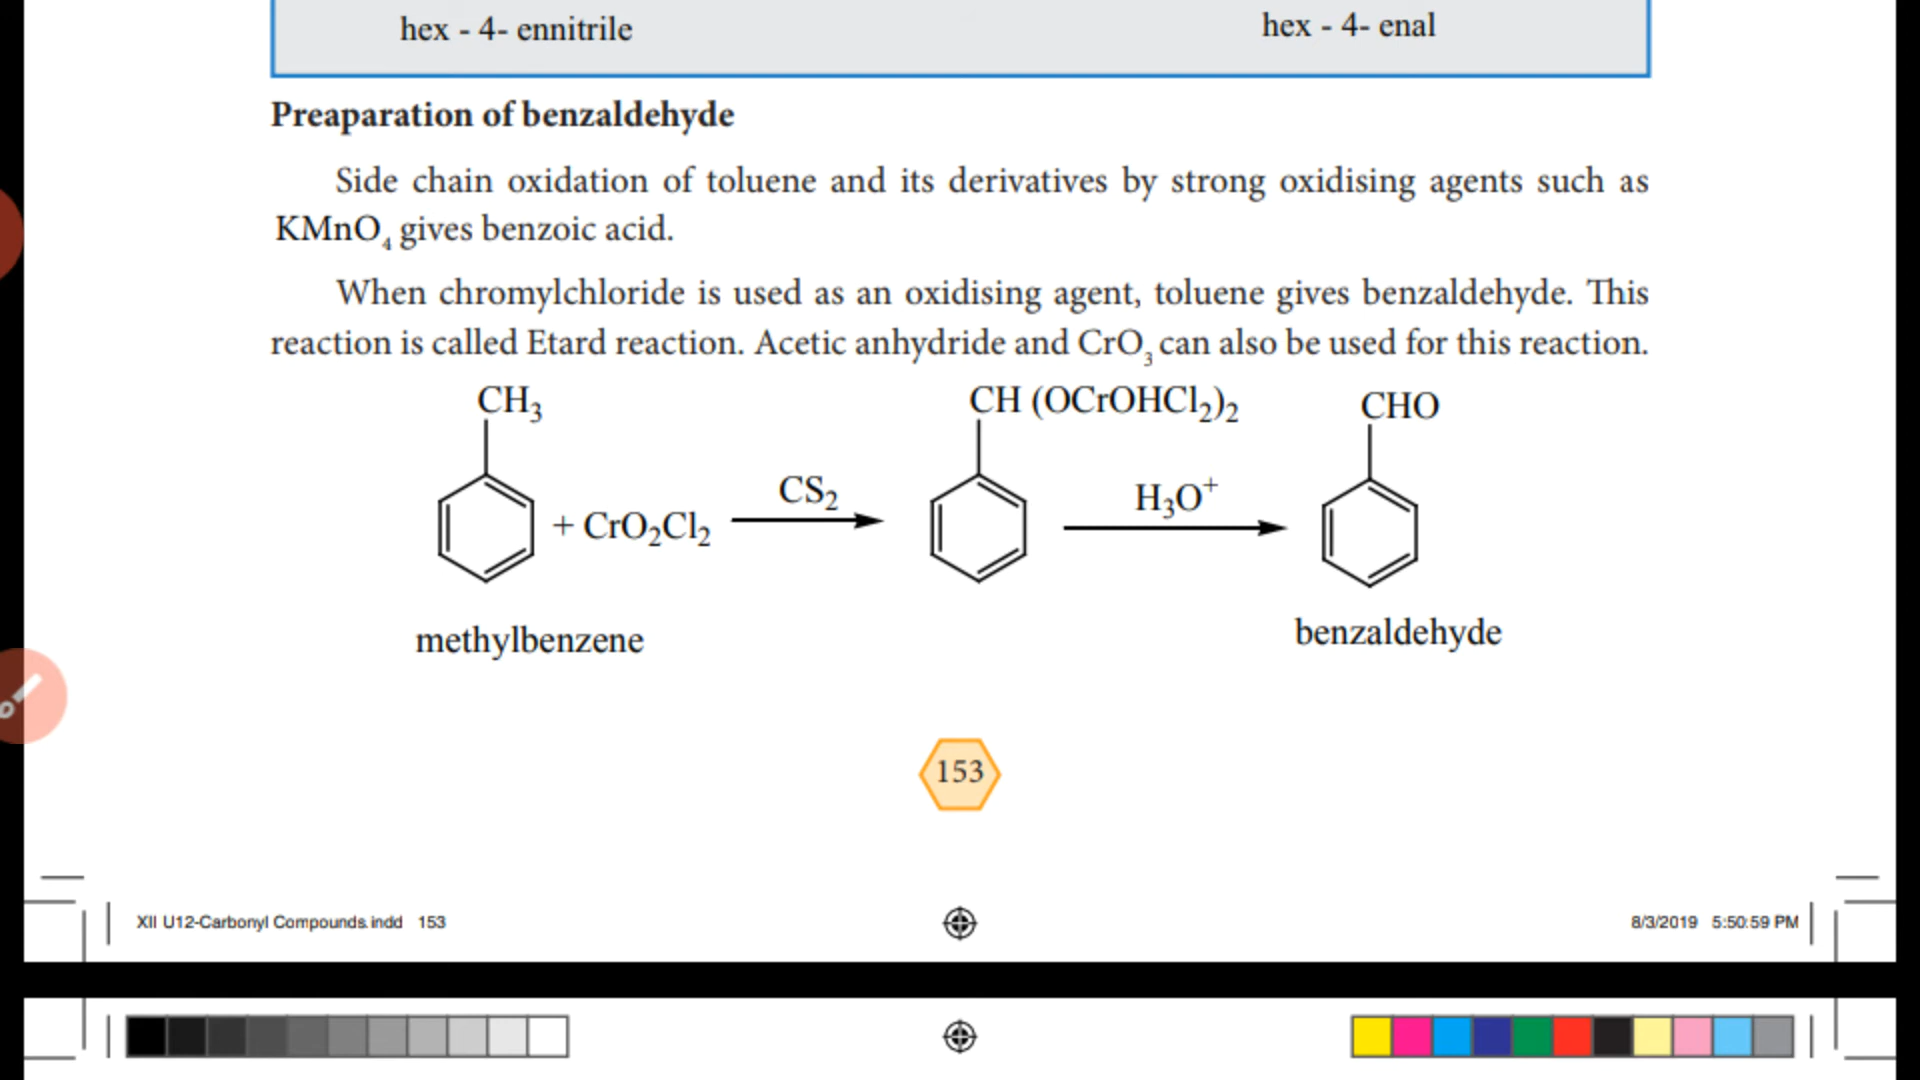 hex - 4- ennitrile
hex - 4- enal
Preaparation of benzaldehyde
Side chain oxidation of toluene and its derivatives by strong oxidising agents such as
KMnO₄ gives benzoic acid.
When chromylchloride is used as an oxidising agent, toluene gives benzaldehyde. This
reaction is called Etard reaction. Acetic anhydride and CrO₃ can also be used for this reaction.
CH₃
CH (OCrOHCl₂)₂
CHO
+ CrO₂Cl₂
CS₂
H₃O⁺
methylbenzene
benzaldehyde
153
XII U12-Carbonyl Compounds.indd 153
8/3/2019 5:50:59 PM